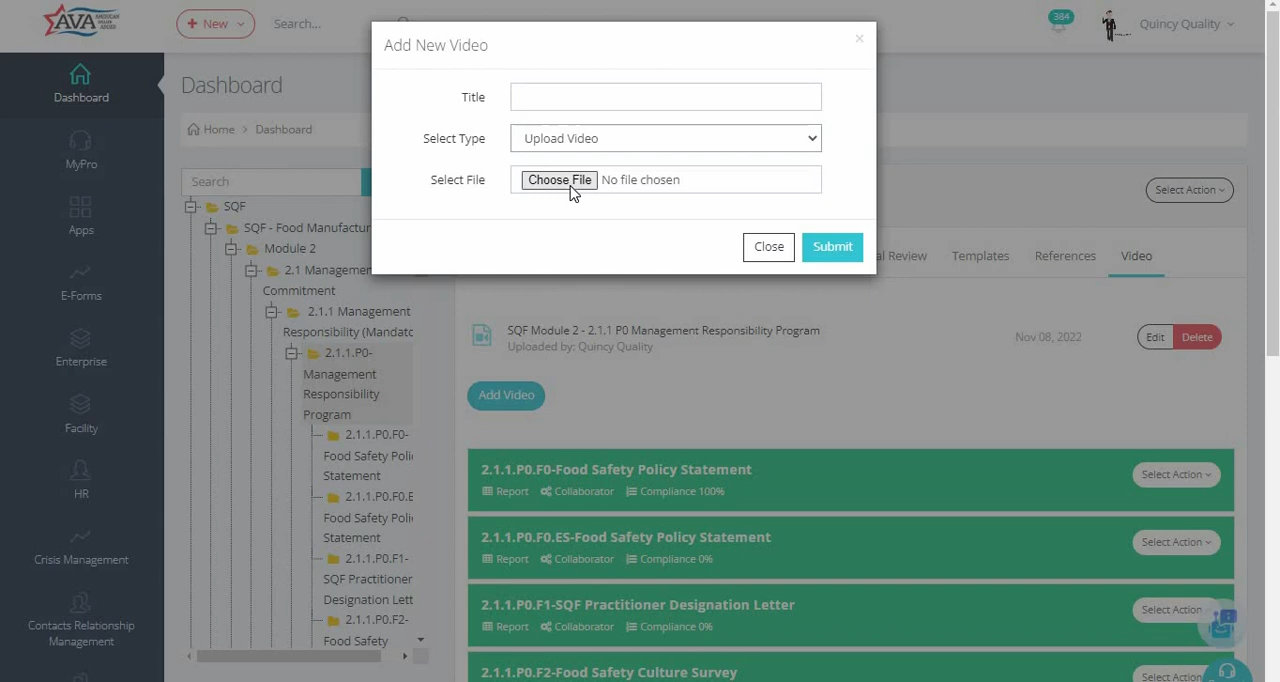 AVA
+ New
Search...
384
Quincy Quality
Dashboard
MyPro
Apps
E-Forms
Enterprise
Facility
HR
Crisis Management
Contacts Relationship
Management
Dashboard
Home > Dashboard
Search
SQF
SQF - Food Manufactur
Module 2
2.1 Management
Commitment
2.1.1 Management
Responsibility (Mandato
2.1.1.P0-
Management
Responsibility
Program
2.1.1.P0.F0-
Food Safety Poli
Statement
2.1.1.P0.F0.E
Food Safety Poli
Statement
2.1.1.P0.F1-
SQF Practitioner
Designation Lett
2.1.1.P0.F2-
Food Safety
Add New Video
×
Title
Select Type
Upload Video
Select File
Choose File No file chosen
Close
Submit
Select Action
al Review
Templates
References
Video
SQF Module 2 - 2.1.1 P0 Management Responsibility Program
Uploaded by: Quincy Quality
Nov 08, 2022
Edit
Delete
Add Video
2.1.1.P0.F0-Food Safety Policy Statement
Report Collaborator Compliance 100%
Select Action
2.1.1.P0.F0.ES-Food Safety Policy Statement
Report Collaborator Compliance 0%
Select Action
2.1.1.P0.F1-SQF Practitioner Designation Letter
Report Collaborator Compliance 0%
Select Action
2.1.1.P0.F2-Food Safety Culture Survey
Select Action